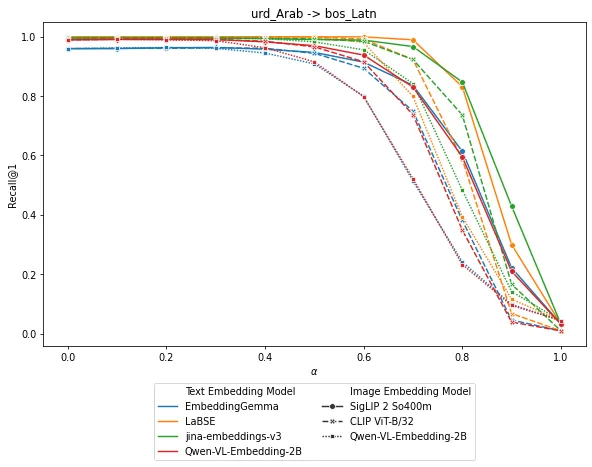 urd_Arab -> bos_Latn
1.0
0.8
0.6
0.4
0.2
0.0
Recall@1
0.0 0.2 0.4 0.6 0.8 1.0
α
Text Embedding Model
EmbeddingGemma
LaBSE
jina-embeddings-v3
Qwen-VL-Embedding-2B
Image Embedding Model
SigLIP 2 So400m
CLIP ViT-B/32
Qwen-VL-Embedding-2B